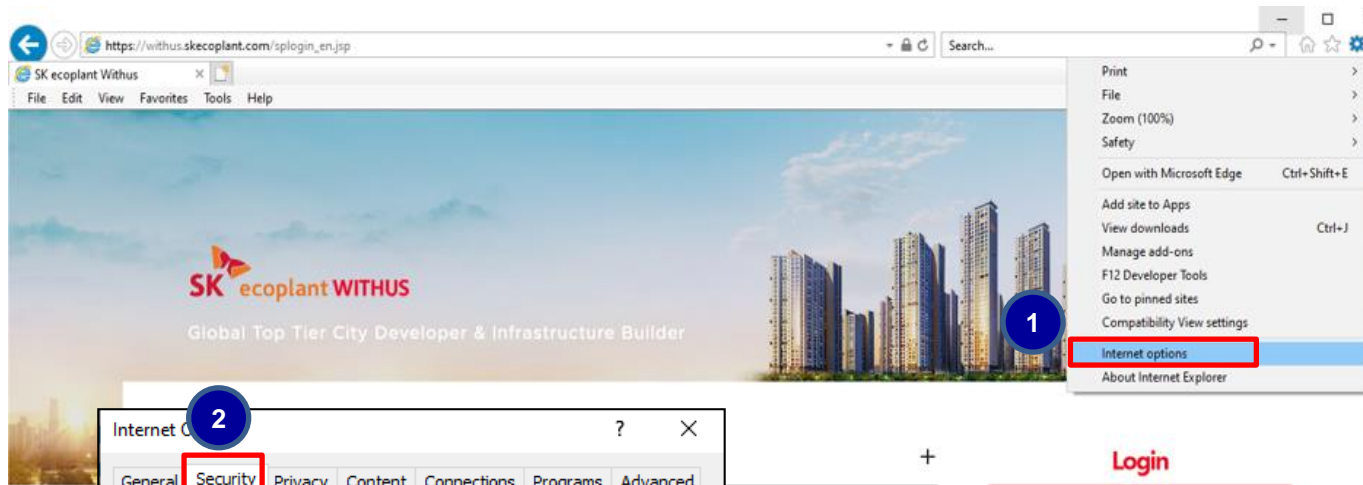 https://withus.skecoplant.com/splogin_en.jsp
Search...
SK ecoplant Withus
File Edit View Favorites Tools Help
Print
File
Zoom (100%)
Safety
Open with Microsoft Edge Ctrl+Shift+E
Add site to Apps
View downloads Ctrl+J
Manage add-ons
F12 Developer Tools
Go to pinned sites
Compatibility View settings
1
Internet options
About Internet Explorer
SK ecoplant WITHUS
Global Top Tier City Developer & Infrastructure Builder
2
Internet
? 
General Security Privacy Content Connections Programs Advanced
+
Login